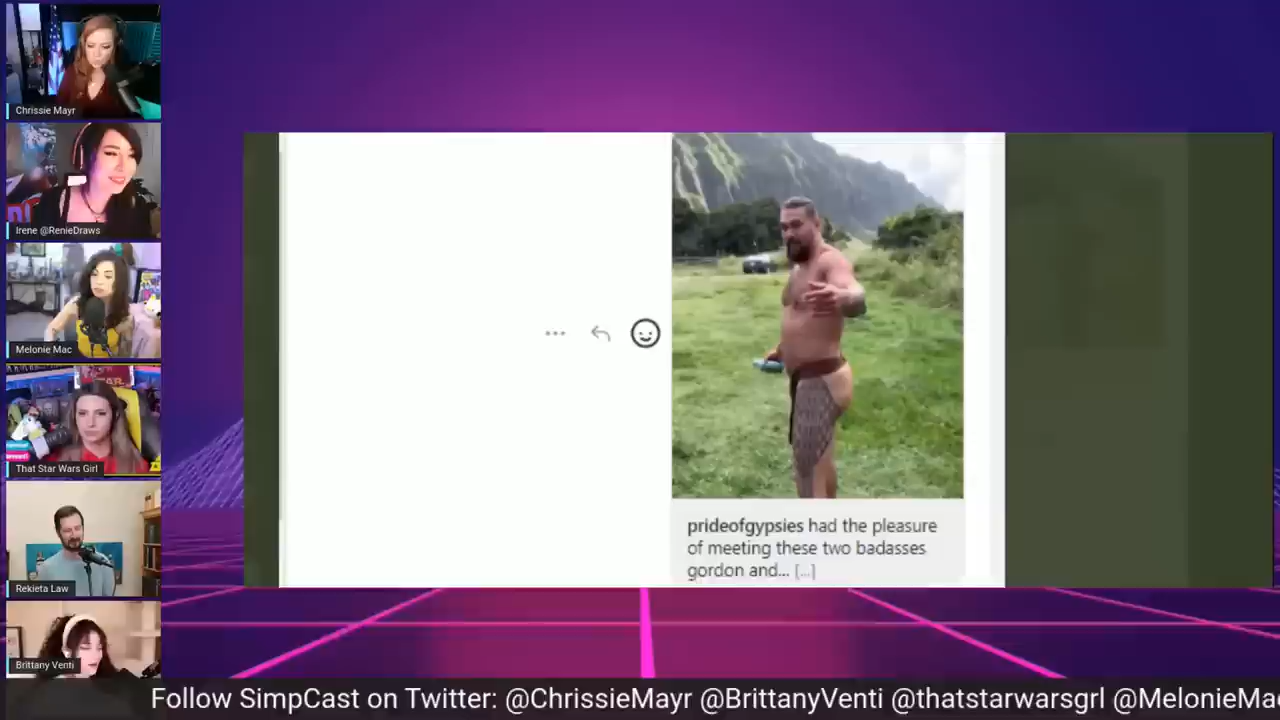 Chrissie Mayr
Irene @RenieDraws
Melonie Mac
That Star Wars Girl
Rekieta Law
Brittany Venti
prideofgypsies had the pleasure
of meeting these two badasses
gordon and... [...]
Follow SimpCast on Twitter: @ChrissieMayr @BrittanyVenti @thatstarwarsgrl @MelonieMac